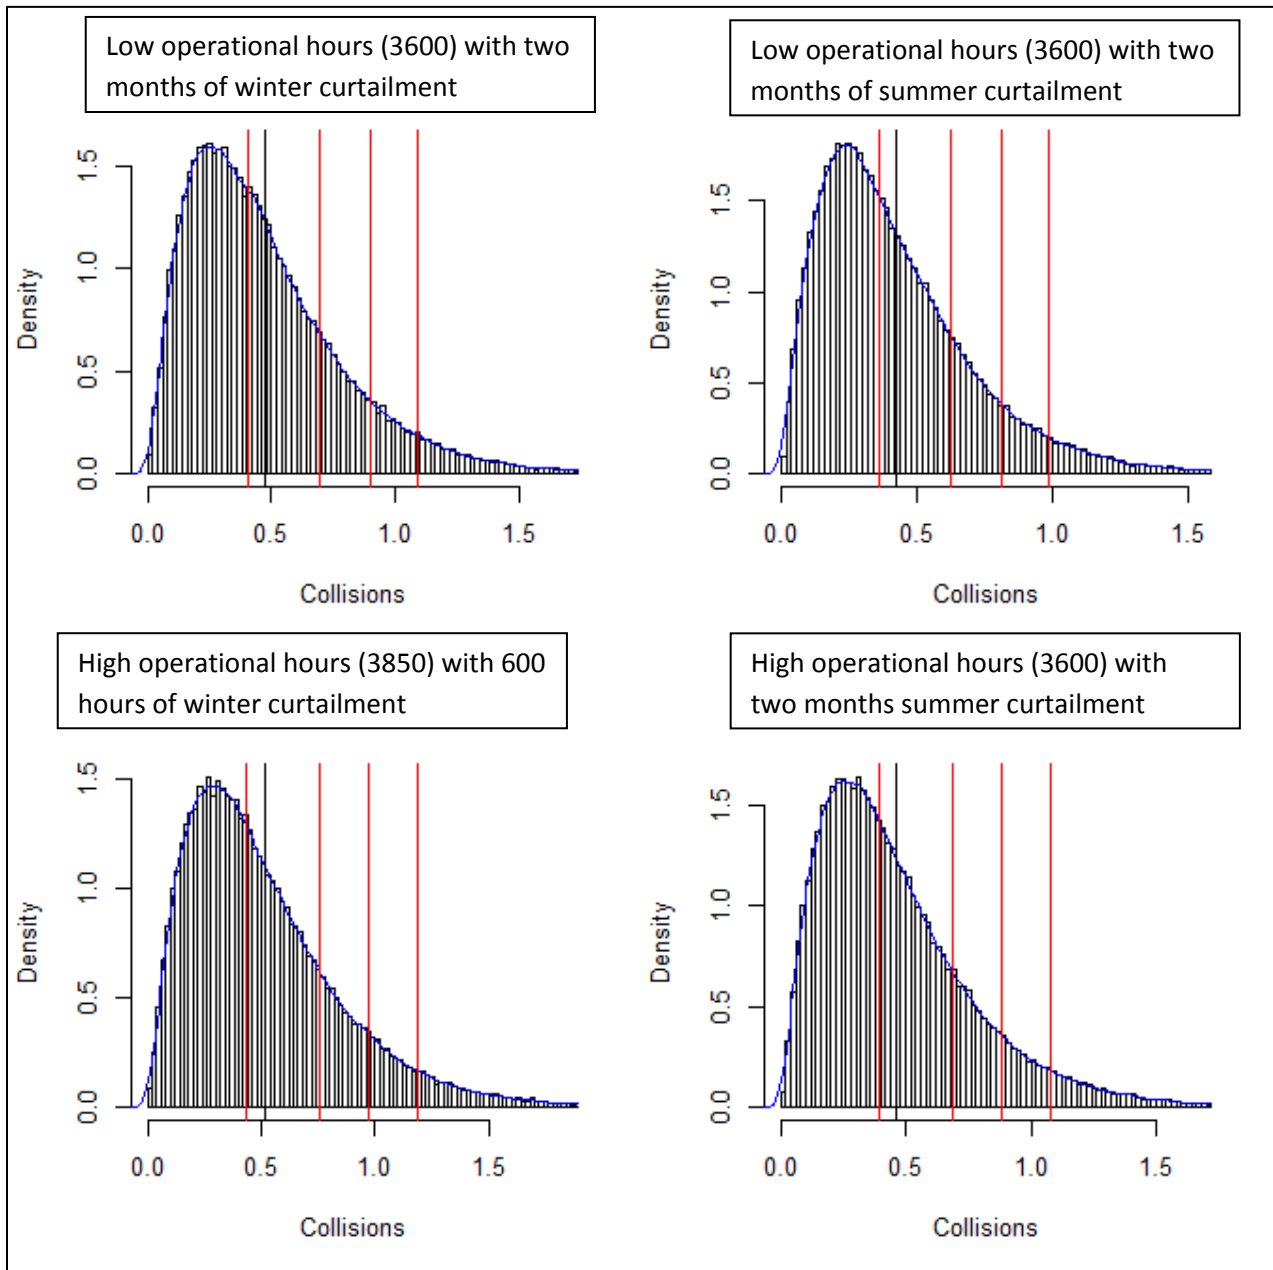 Low operational hours (3600) with two
months of winter curtailment
Low operational hours (3600) with two
months of summer curtailment
Density
0.0 0.5 1.0 1.5
0.0 0.5 1.0 1.5
Collisions
Density
0.0 0.5 1.0 1.5
0.0 0.5 1.0 1.5
Collisions
High operational hours (3850) with 600
hours of winter curtailment
High operational hours (3600) with
two months summer curtailment
Density
0.0 0.5 1.0 1.5
0.0 0.5 1.0 1.5
Collisions
Density
0.0 0.5 1.0 1.5
0.0 0.5 1.0 1.5
Collisions